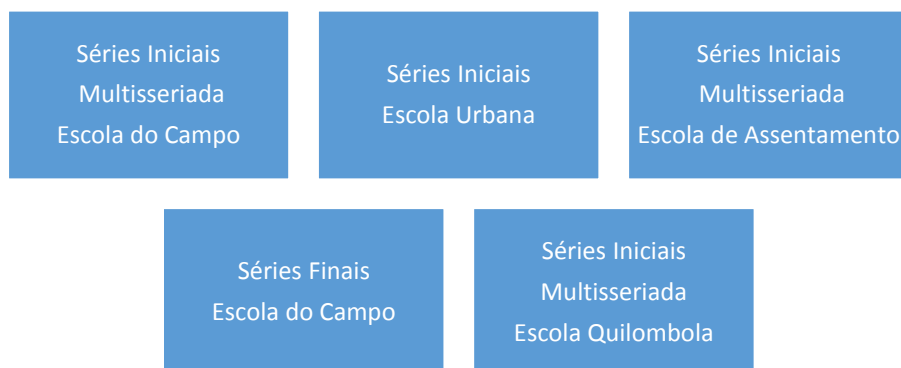 Séries Iniciais
Multisseriada
Escola do Campo
Séries Iniciais
Escola Urbana
Séries Iniciais
Multisseriada
Escola de Assentamento
Séries Finais
Escola do Campo
Séries Iniciais
Multisseriada
Escola Quilombola